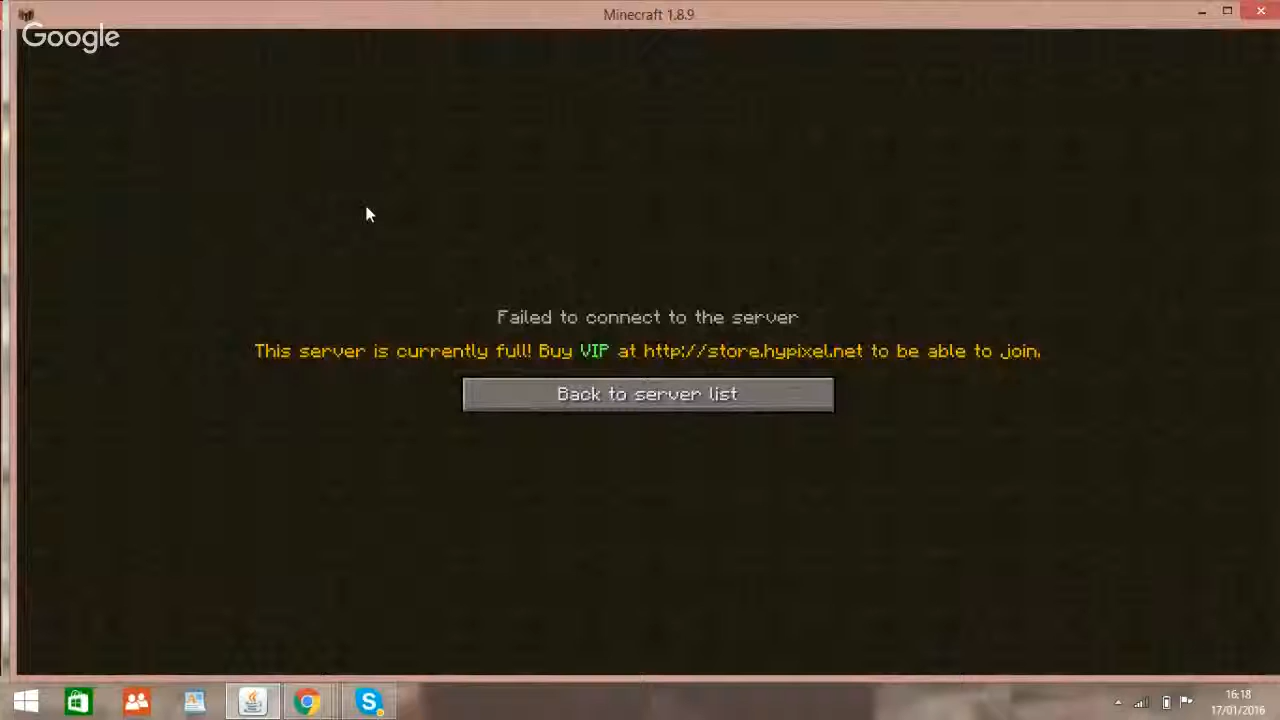 Minecraft 1.8.9
Google
Failed to connect to the server
This server is currently full! Buy VIP at http://store.hypixel.net to be able to join.
Back to server list
16:18
17/01/2016